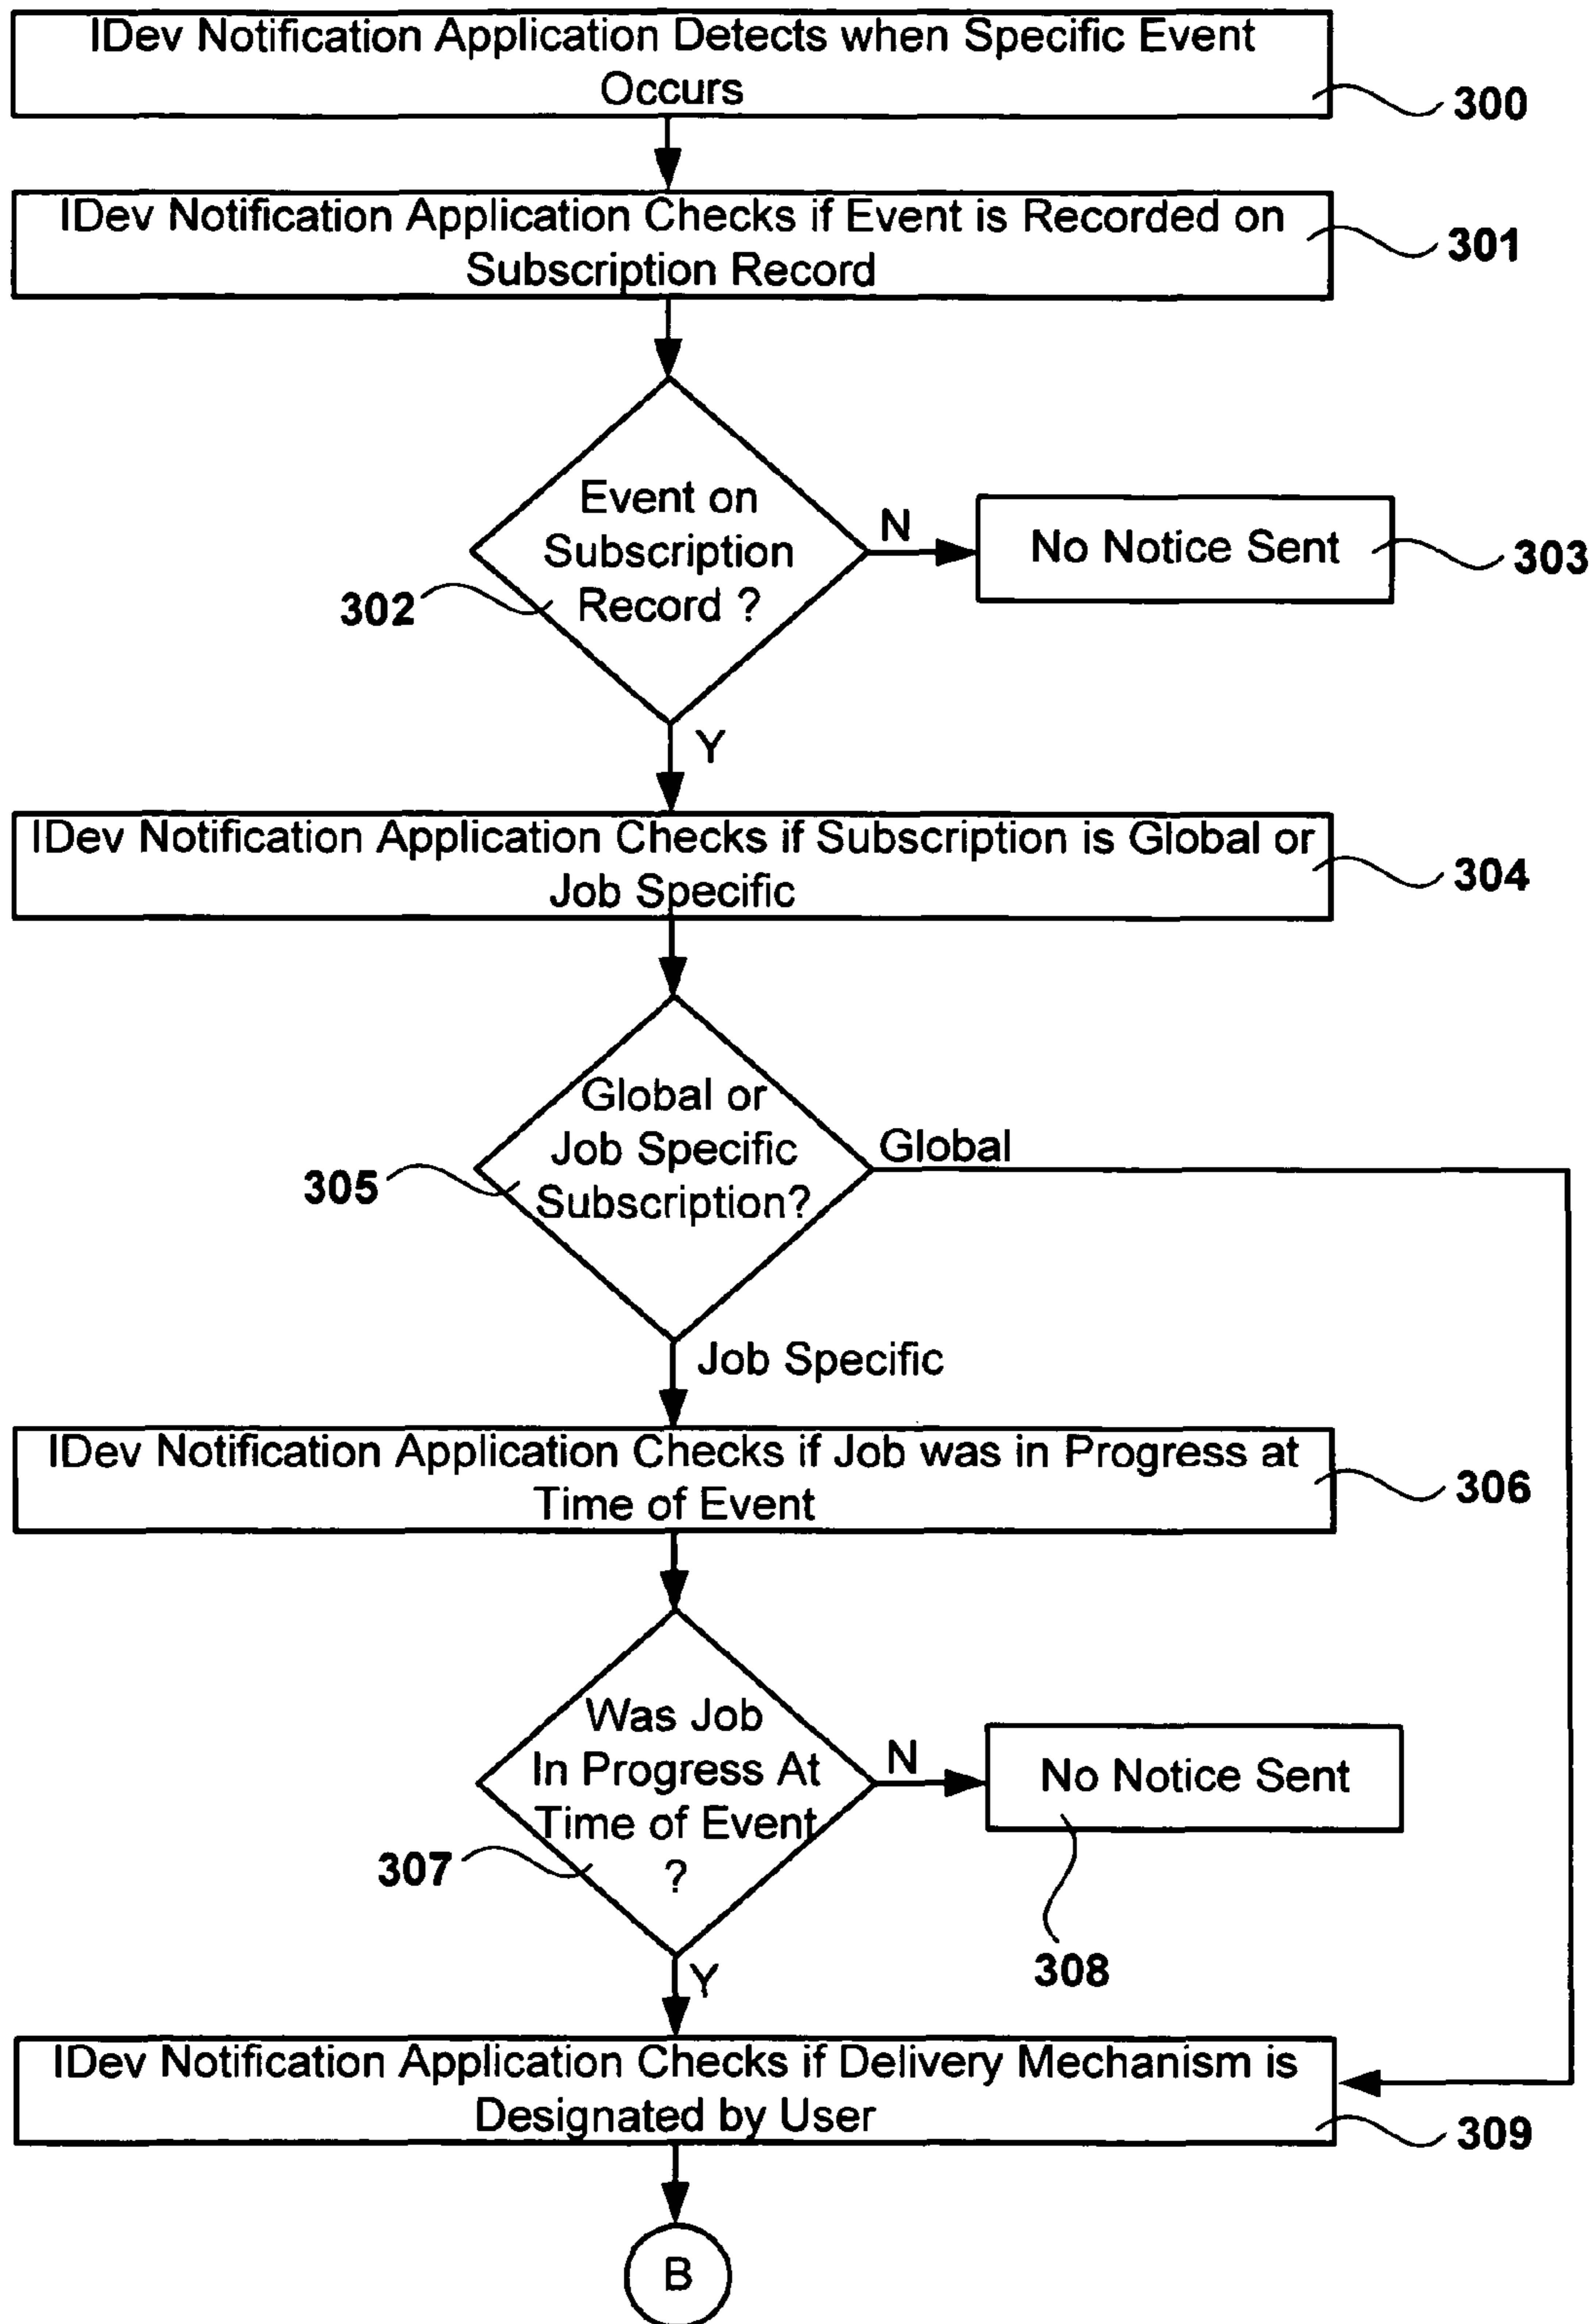 IDev Notification Application Detects when Specific Event
Occurs
300
IDev Notification Application Checks if Event is Recorded on
Subscription Record
301
Event on
Subscription
Record ?
302
N
No Notice Sent
303
Y
IDev Notification Application Checks if Subscription is Global or
Job Specific
304
Global or
Job Specific
Subscription?
305
Global
Job Specific
IDev Notification Application Checks if Job was in Progress at
Time of Event
306
Was Job
In Progress At
Time of Event
?
307
N
No Notice Sent
308
Y
IDev Notification Application Checks if Delivery Mechanism is
Designated by User
309
B